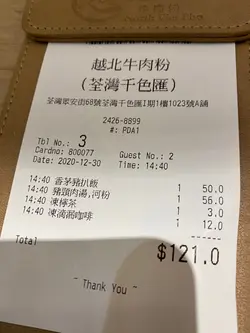 越北牛肉粉
(荃灣千色匯)
荃灣眾安街68號荃灣千色匯I期1樓1023號A舖
2426-8899
#: PDA1
Tbl No.: 3
Cardno: 800077 Guest No.: 2
Date: 2020-12-30 Time: 14:40
14:40 香茅豬扒飯 1 50.0
14:40 豬頸肉湯,河粉 1 56.0
14:40 凍檸茶 1 3.0
14:40 凍滴漏咖啡 1 12.0
Total $121.0
- Thank You -